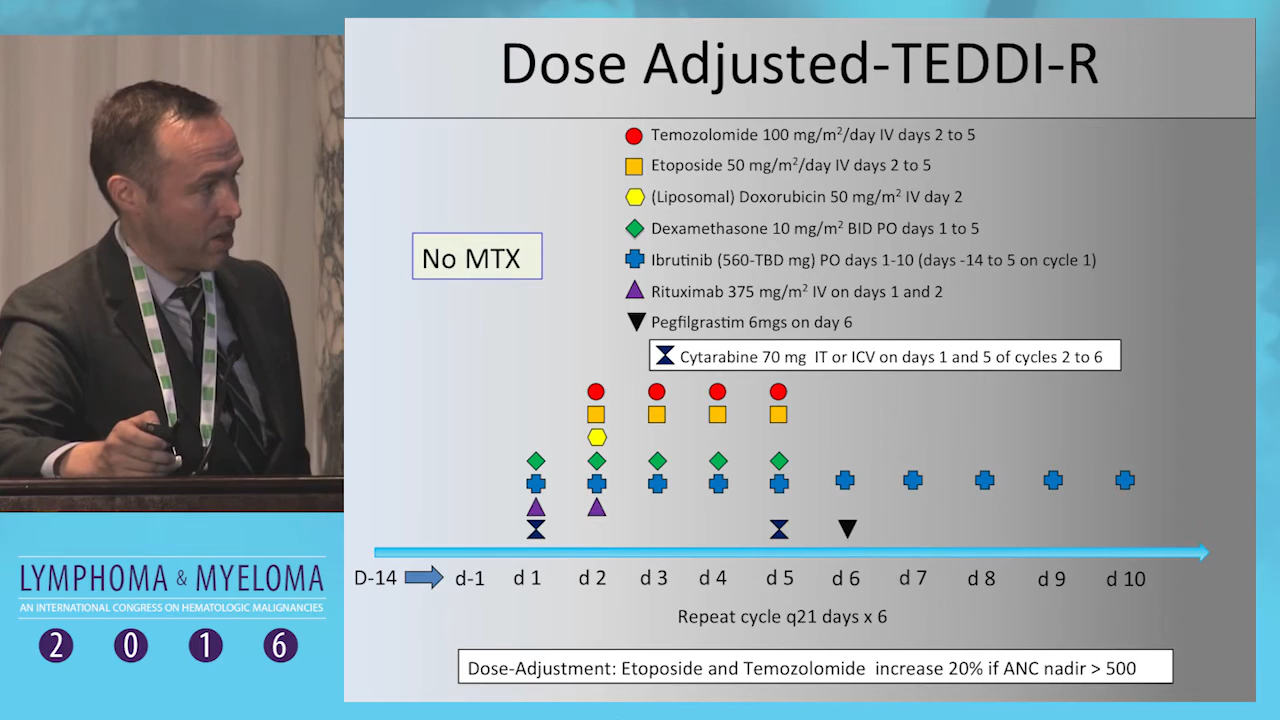 Dose Adjusted-TEDDI-R
Temozolomide 100 mg/m²/day IV days 2 to 5
Etoposide 50 mg/m²/day IV days 2 to 5
(Liposomal) Doxorubicin 50 mg/m² IV day 2
Dexamethasone 10 mg/m² BID PO days 1 to 5
No MTX
Ibrutinib (560-TBD mg) PO days 1-10 (days -14 to 5 on cycle 1)
Rituximab 375 mg/m² IV on days 1 and 2
Pegfilgrastim 6mgs on day 6
Cytarabine 70 mg IT or ICV on days 1 and 5 of cycles 2 to 6
D-14 d-1 d 1 d 2 d 3 d 4 d 5 d 6 d 7 d 8 d 9 d 10
Repeat cycle q21 days x 6
Dose-Adjustment: Etoposide and Temozolomide increase 20% if ANC nadir > 500
LYMPHOMA & MYELOMA
AN INTERNATIONAL CONGRESS ON HEMATOLOGIC MALIGNANCIES
2 0 1 6